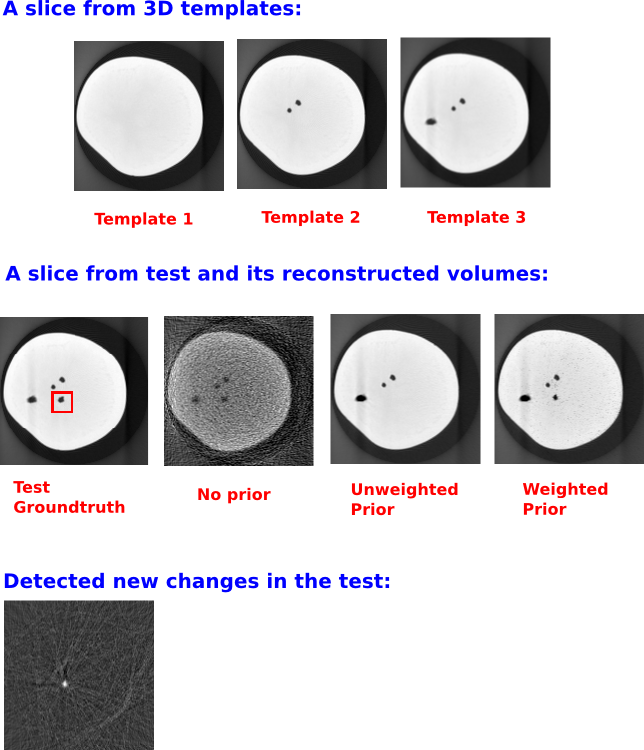 A slice from 3D templates:
Template 1
Template 2
Template 3
A slice from test and its reconstructed volumes:
Test
Groundtruth
No prior
Unweighted
Prior
Weighted
Prior
Detected new changes in the test: